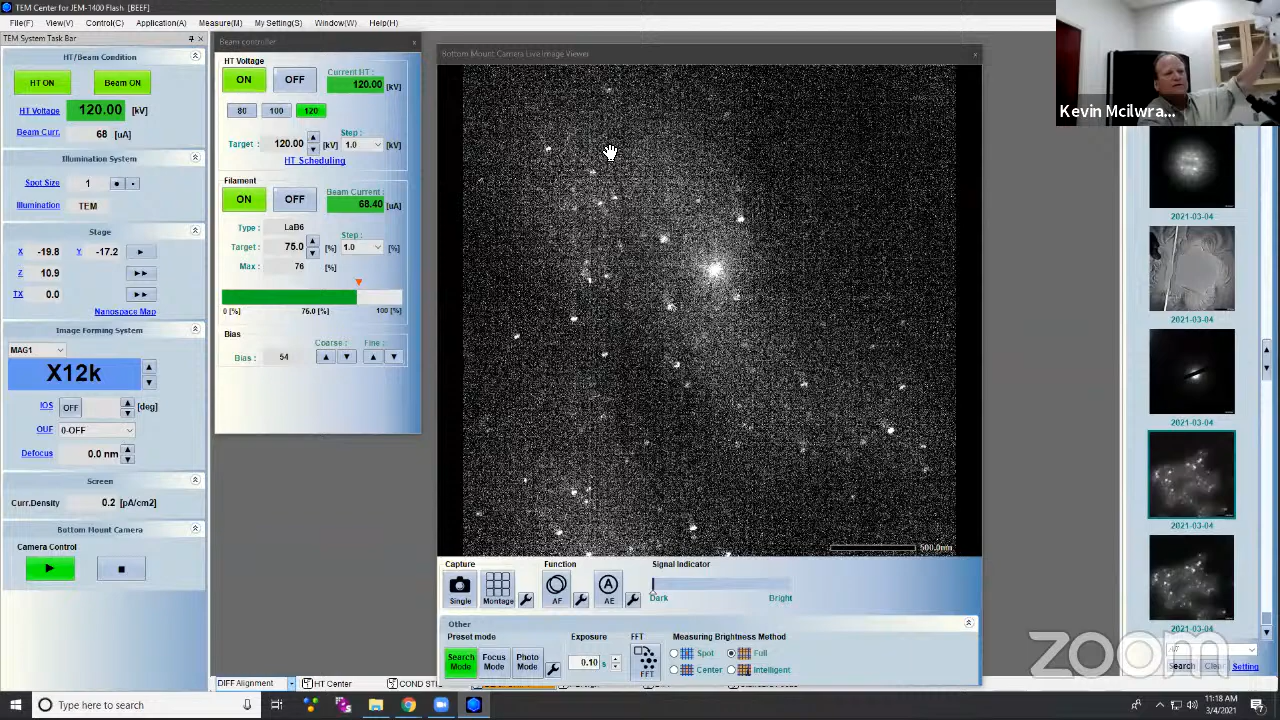 TEM Center for JEM-1400 Flash [BEEF]
File(F) View(V) Control(C) Application(A) Measure(M) My Setting(S) Window(W) Help(H)
TEM System Task Bar
HT/Beam Condition
HT ON Beam ON
HT Voltage 120.00 [kV]
Beam Curr. 68 [uA]
Illumination System
Spot Size 1
Illumination TEM
Stage
X -19.8 Y -17.2
Z 10.9
TX 0.0
Nanospace Map
Image Forming System
MAG1
X12k
IOS OFF [deg]
OUF 0-OFF
Defocus 0.0 nm
Screen
Curr.Density 0.2 [pA/cm2]
Bottom Mount Camera
Camera Control
Beam controller
HT Voltage
ON OFF Current HT: 120.00 [kV]
80 100 120
Target: 120.00 [kV] Step: 1.0 [kV]
HT Scheduling
Filament
ON OFF Beam Current: 68.40 [uA]
Type: LaB6
Target: 75.0 [%] Step: 1.0 [%]
Max: 76 [%]
0 [%] 75.0 [%] 100 [%]
Bias
Coarse: Fine:
Bias: 54
Bottom Mount Camera Live Image Viewer
500.0nm
Capture Function Signal Indicator
Single Montage AF AE
Dark Bright
Other
Preset mode Exposure FFT Measuring Brightness Method
Search Mode Focus Mode Photo Mode 0.10 s FFT
Spot Full
Center Intelligent
Kevin Mcilwra...
2021-03-04
2021-03-04
2021-03-04
2021-03-04
2021-03-04
Search Clear Setting
zoom
DIFF Alignment HT Center COND STI
Type here to search
11:18 AM
3/4/2021